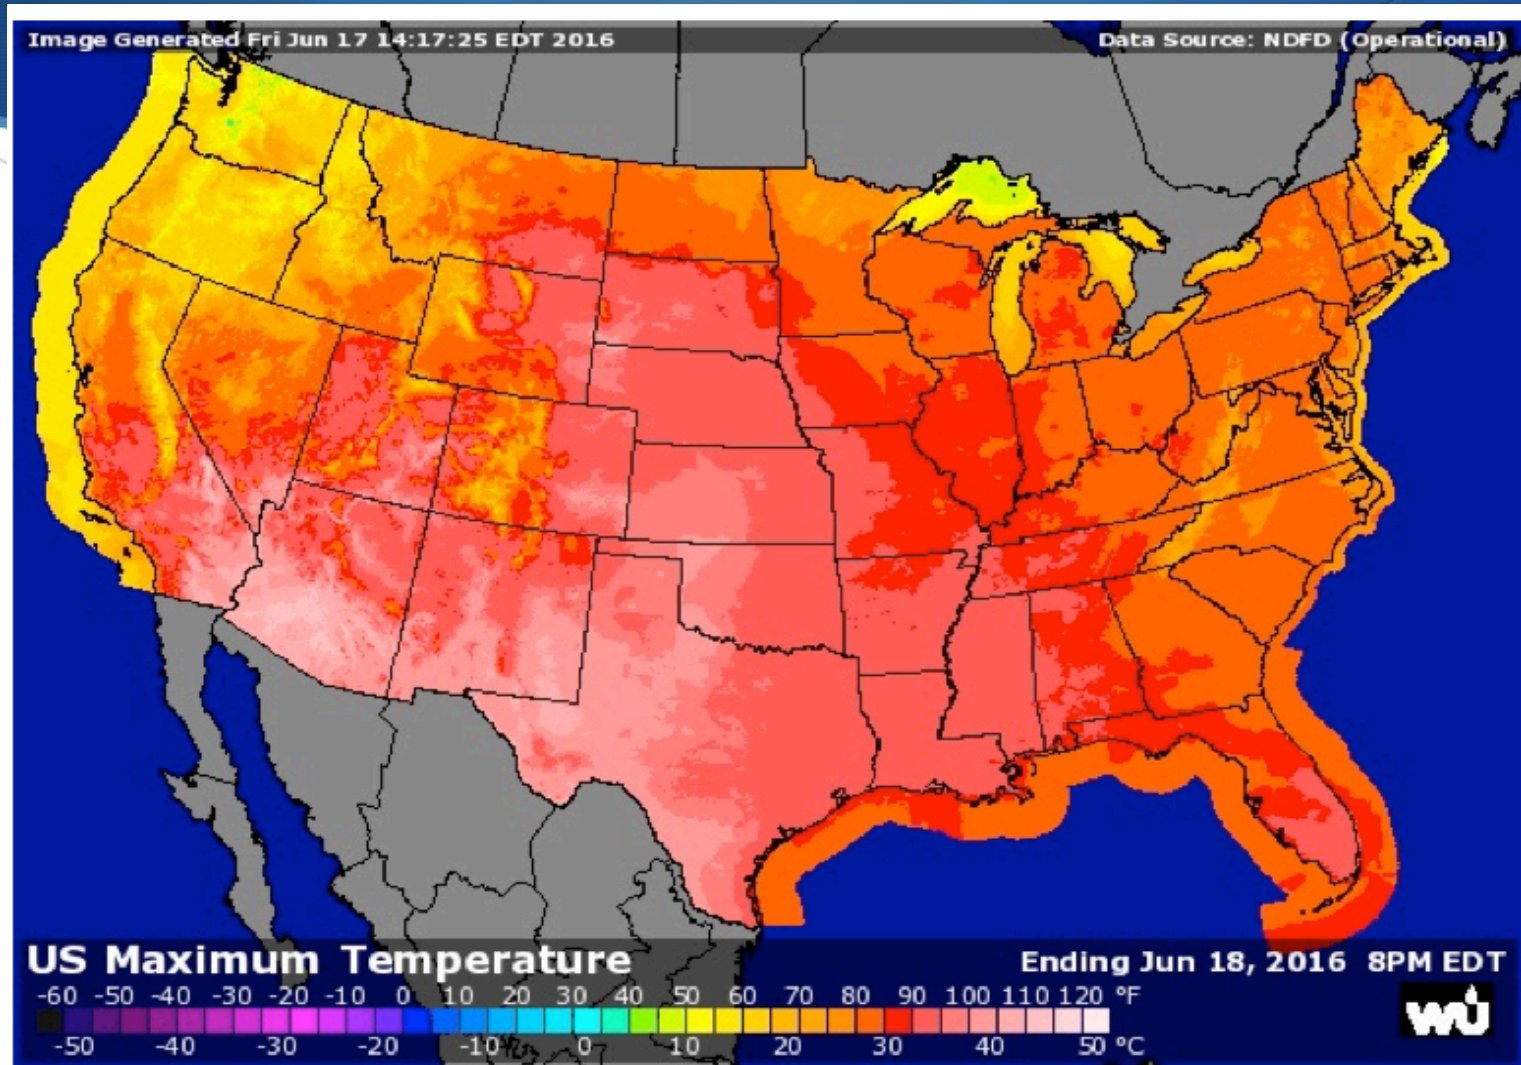 Image Generated Fri Jun 17 14:17:25 EDT 2016
Data Source: NDFD (Operational)
US Maximum Temperature
Ending Jun 18, 2016 8PM EDT
-60 -50 -40 -30 -20 -10 0 10 20 30 40 50 60 70 80 90 100 110 120 °F
-50 -40 -30 -20 -10 0 10 20 30 40 50 °C
wu